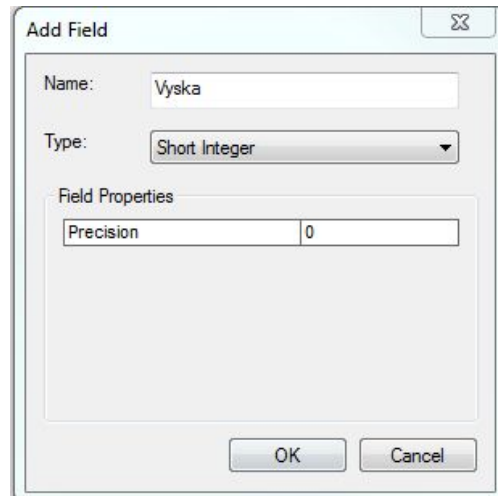 Add Field
Name: Vyska
Type: Short Integer
Field Properties
Precision 0
OK Cancel